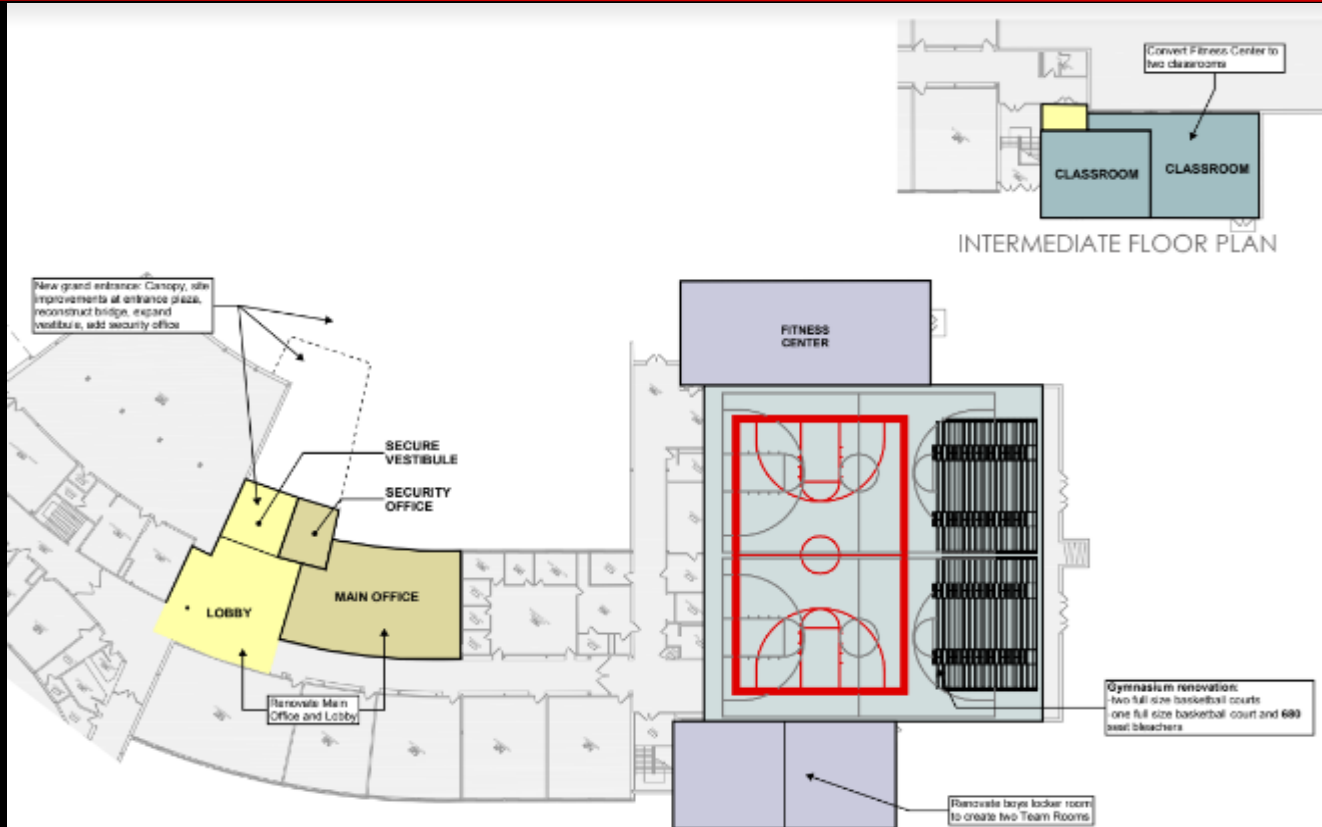 Convert Fitness Center to
two classrooms
CLASSROOM
CLASSROOM
INTERMEDIATE FLOOR PLAN
New grand entrance: Canopy, site
improvements at entrance plaza,
reconstruct bridge, expand
vestibule, add security office
FITNESS
CENTER
SECURE
VESTIBULE
SECURITY
OFFICE
MAIN OFFICE
LOBBY
Renovate Main
Office and Lobby
Gymnasium renovation:
-two full size basketball courts
-one full size basketball court and 680
seat bleachers
Renovate boys locker room
to create two Team Rooms